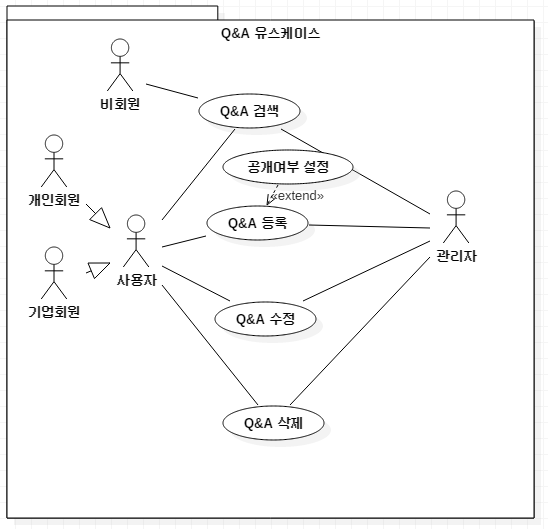 Q&A 유스케이스
비회원
Q&A 검색
공개여부 설정
개인회원
«extend»
Q&A 등록
관리자
사용자
기업회원
Q&A 수정
Q&A 삭제